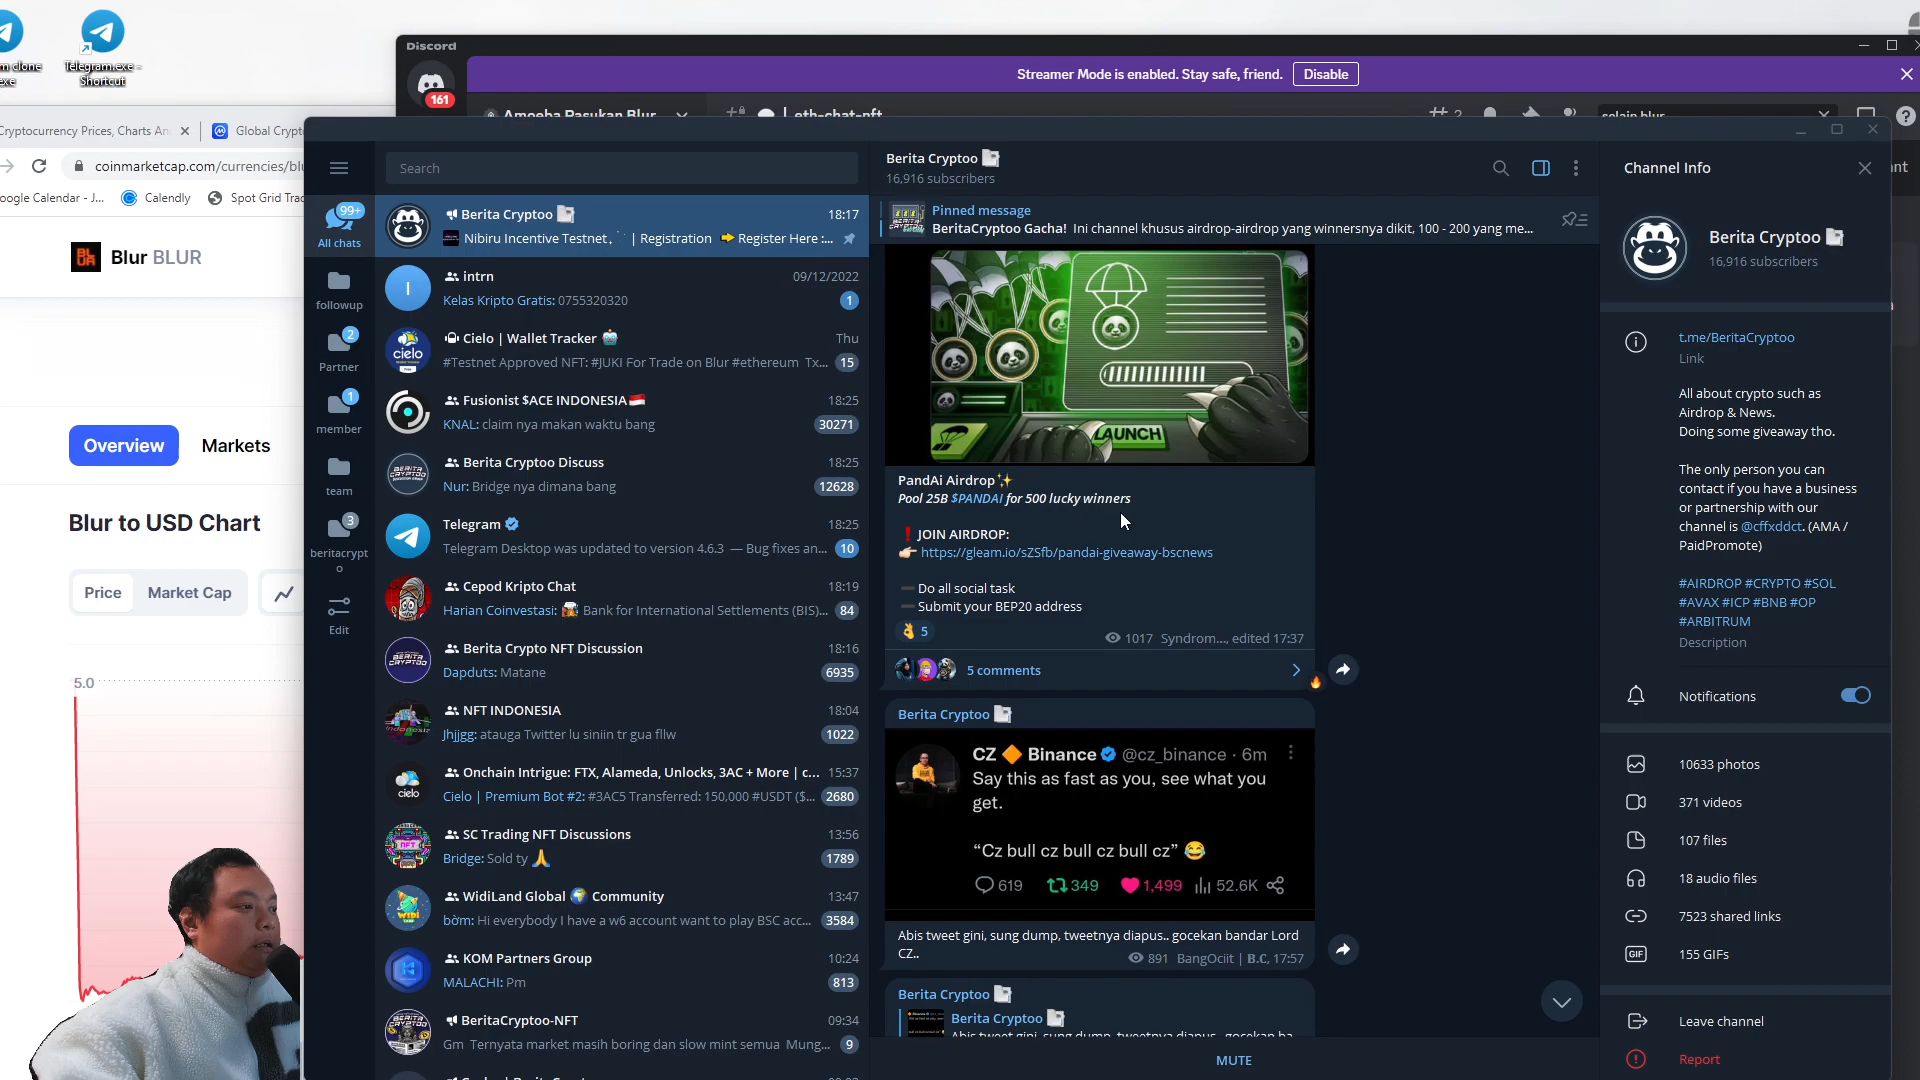 Telegram.exe -
Shortcut
Discord
161
Streamer Mode is enabled. Stay safe, friend.
Disable
Amoeba Pasukan Blur
eth-chat-nft
selain blur
Cryptocurrency Prices, Charts An
Global Crypt
coinmarketcap.com/currencies/blu
oogle Calendar - J...
Calendly
Spot Grid Trad
Blur BLUR
Overview
Markets
Blur to USD Chart
Price
Market Cap
5.0
99+
All chats
followup
2
Partner
1
member
team
3
beritacrypt
o
Edit
Search
Berita Cryptoo
18:17
Nibiru Incentive Testnet.
| Registration
Register Here :...
intrn
09/12/2022
Kelas Kripto Gratis: 0755320320
1
Cielo | Wallet Tracker
Thu
#Testnet Approved NFT: #JUKI For Trade on Blur #ethereum Tx...
15
Fusionist $ACE INDONESIA
18:25
KNAL: claim nya makan waktu bang
30271
Berita Cryptoo Discuss
18:25
Nur: Bridge nya dimana bang
12628
Telegram
18:25
Telegram Desktop was updated to version 4.6.3 — Bug fixes an...
10
Cepod Kripto Chat
18:19
Harian Coinvestasi: Bank for International Settlements (BIS)...
84
Berita Crypto NFT Discussion
18:16
Dapduts: Matane
6935
NFT INDONESIA
18:04
Jhjjgg: atauga Twitter lu siniin tr gua fllw
1022
Onchain Intrigue: FTX, Alameda, Unlocks, 3AC + More | c...
15:37
Cielo | Premium Bot #2: #3AC5 Transferred: 150,000 #USDT ($...
2680
SC Trading NFT Discussions
13:56
Bridge: Sold ty
1789
WidiLand Global Community
13:47
bờm: Hi everybody I have a w6 account want to play BSC acc...
3584
KOM Partners Group
10:24
MALACHI: Pm
813
BeritaCryptoo-NFT
09:34
Gm Ternyata market masih boring dan slow mint semua Mung...
9
Berita Cryptoo
16,916 subscribers
Pinned message
BeritaCryptoo Gacha! Ini channel khusus airdrop-airdrop yang winnersnya dikit, 100 - 200 yang me...
LAUNCH
PandAi Airdrop
Pool 25B $PANDAI for 500 lucky winners
JOIN AIRDROP:
https://gleam.io/sZSfb/pandai-giveaway-bscnews
— Do all social task
— Submit your BEP20 address
5
1017 Syndrom..., edited 17:37
5 comments
Berita Cryptoo
CZ Binance @cz_binance · 6m
Say this as fast as you, see what you
get.
“Cz bull cz bull cz bull cz”
619
349
1,499
52.6K
Abis tweet gini, sung dump, tweetnya diapus.. gocekan bandar Lord
CZ..
891 BangOciit | B.C, 17:57
Berita Cryptoo
Berita Cryptoo
MUTE
Channel Info
Berita Cryptoo
16,916 subscribers
t.me/BeritaCryptoo
Link
All about crypto such as
Airdrop & News.
Doing some giveaway tho.
The only person you can
contact if you have a business
or partnership with our
channel is @cffxddct. (AMA /
PaidPromote)
#AIRDROP #CRYPTO #SOL
#AVAX #ICP #BNB #OP
#ARBITRUM
Description
Notifications
10633 photos
371 videos
107 files
18 audio files
7523 shared links
GIF
155 GIFs
Leave channel
Report